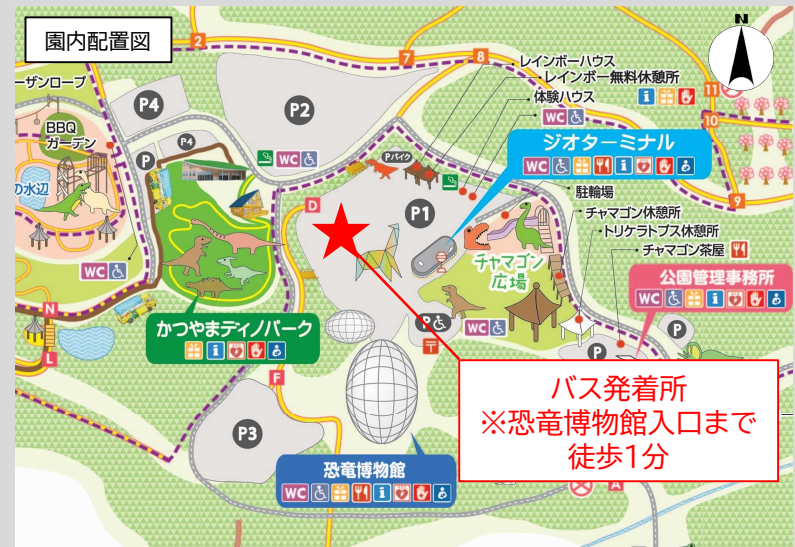 園内配置図
N
2
7
8
レインボーハウス
レインボー無料休憩所
体験ハウス
ーザンロープ
P4
P2
11
BBQ
ガーデン
P4
P
Pバイク
WC
WC
10
ジオターミナル
WC
の水辺
D
P1
駐輪場
9
チャマゴン休憩所
トリケラトプス休憩所
チャマゴン茶屋
チャマゴン
広場
WC
公園管理事務所
WC
N
かつやまディノパーク
P
WC
P
P
L
F
バス発着所
※恐竜博物館入口まで
徒歩1分
P3
恐竜博物館
WC
A